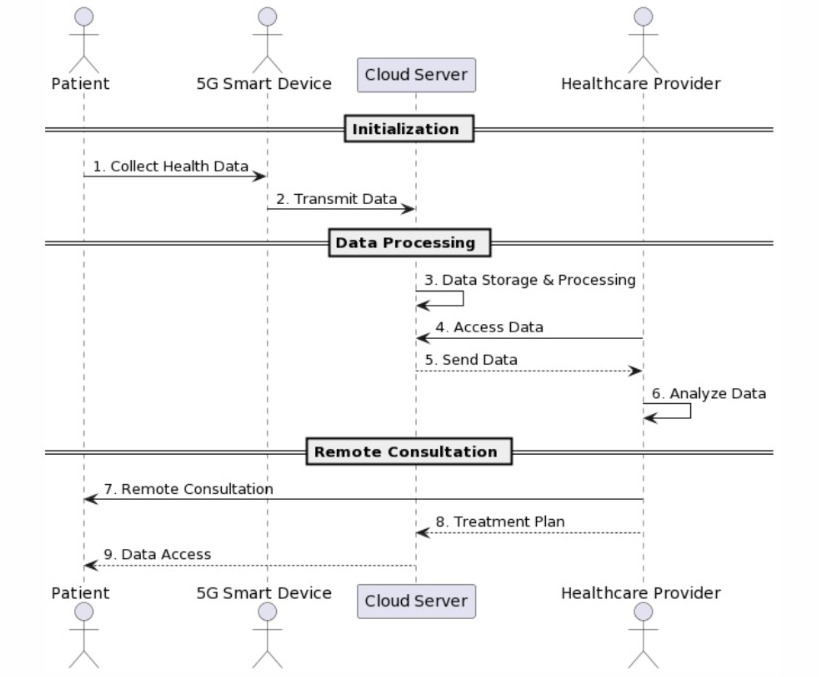 Patient
5G Smart Device
Cloud Server
Healthcare Provider
Initialization
1. Collect Health Data
2. Transmit Data
Data Processing
3. Data Storage & Processing
4. Access Data
5. Send Data
6. Analyze Data
Remote Consultation
7. Remote Consultation
8. Treatment Plan
9. Data Access
Patient
5G Smart Device
Cloud Server
Healthcare Provider